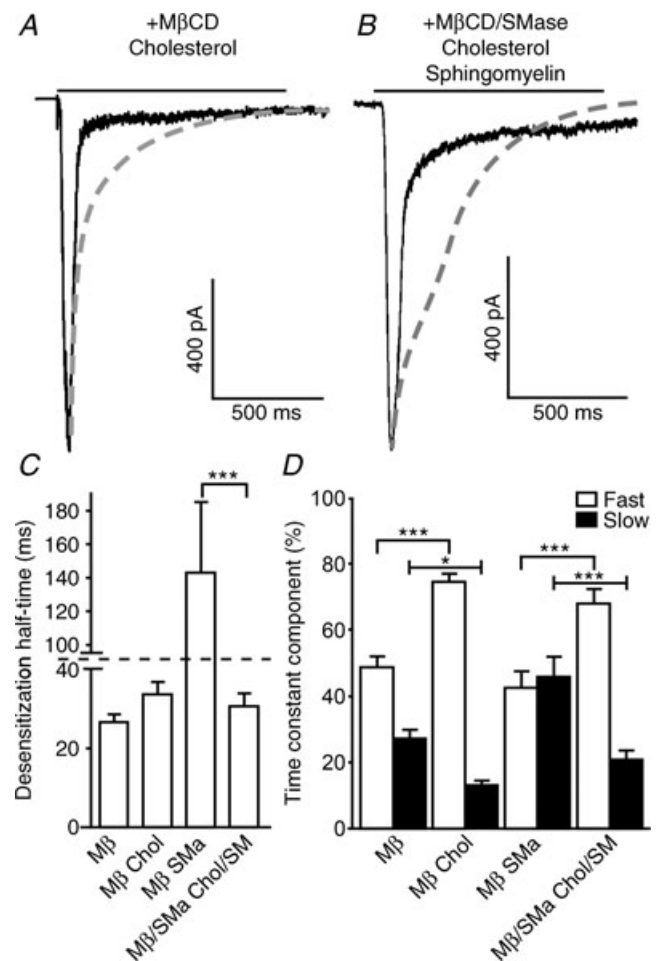 A
+MβCD
Cholesterol
400 pA
500 ms
B
+MβCD/SMase
Cholesterol
Sphingomyelin
400 pA
500 ms
C
Desensitization half-time (ms)
180
160
140
120
100
40
20
0
***
Mβ
Mβ Chol
Mβ SMa
Mβ/SMa Chol/SM
D
Time constant component (%)
100
80
60
40
20
0
Fast
Slow
***
*
***
***
Mβ
Mβ Chol
Mβ SMa
Mβ/SMa Chol/SM